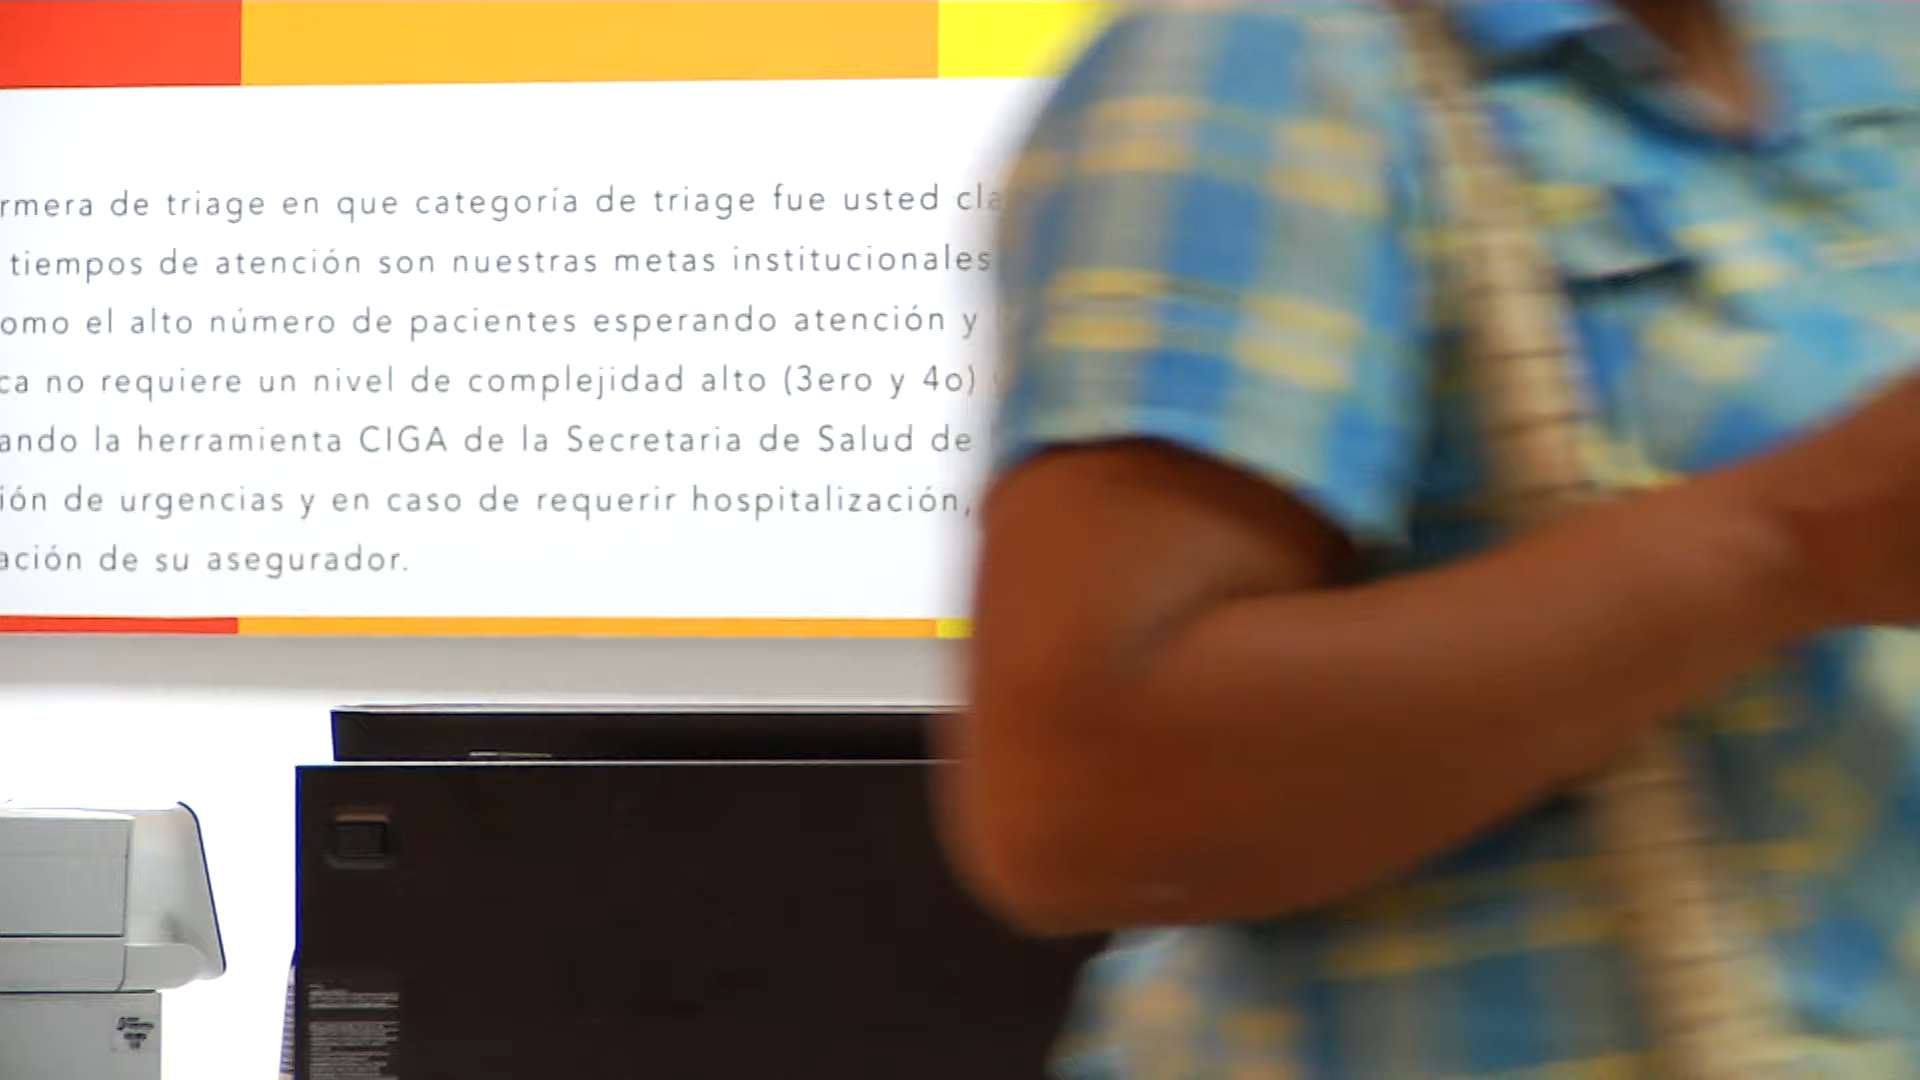 rmera de triage en que categoría de triage fue usted cla
tiempos de atención son nuestras metas institucionales
omo el alto número de pacientes esperando atención y
ca no requiere un nivel de complejidad alto (3ero y 4o)
ando la herramienta CIGA de la Secretaria de Salud de
ión de urgencias y en caso de requerir hospitalización,
ación de su asegurador.